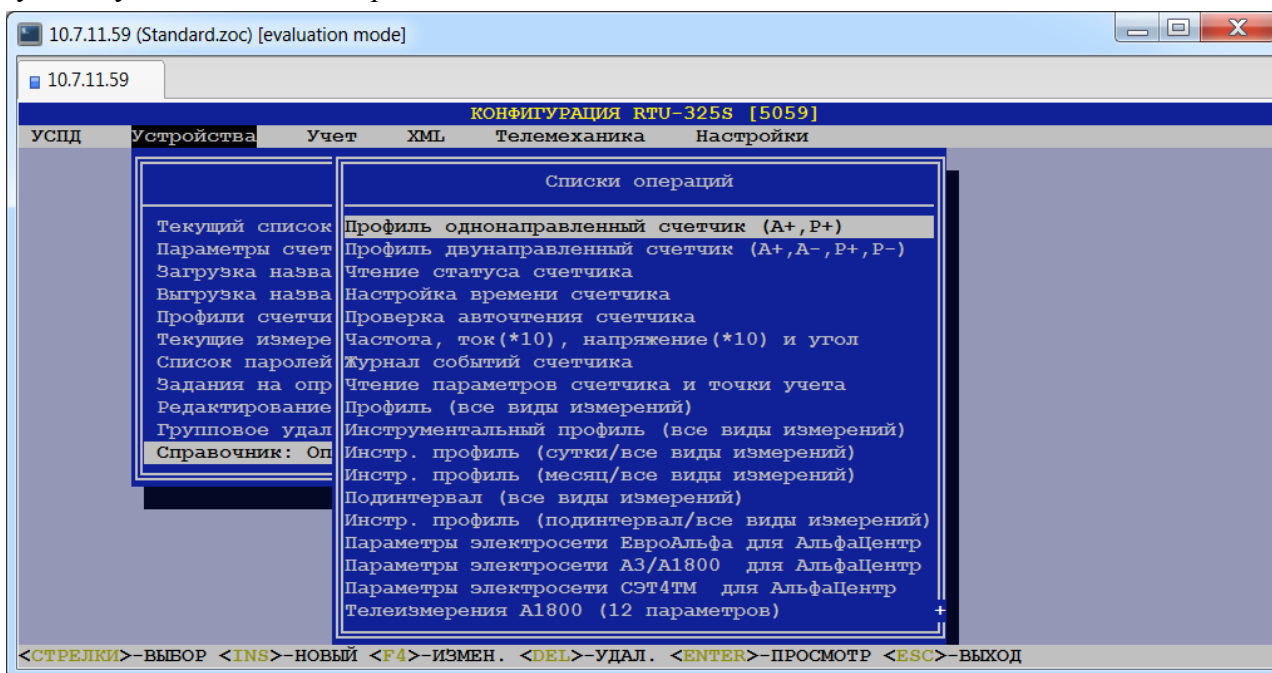 10.7.11.59 (Standard.zoc) [evaluation mode]
10.7.11.59
КОНФИГУРАЦИЯ RTU-325S [5059]
УСПД Устройства Учет XML Телемеханика Настройки
Списки операций
Текущий список
Параметры счет
Загрузка назва
Выгрузка назва
Профили счетчи
Текущие измере
Список паролей
Задания на опр
Редактирование
Групповое удал
Справочник: Оп
Профиль однонаправленный счетчик (A+,P+)
Профиль двунаправленный счетчик (A+,A-,P+,P-)
Чтение статуса счетчика
Настройка времени счетчика
Проверка авточтения счетчика
Частота, ток(*10), напряжение(*10) и угол
Журнал событий счетчика
Чтение параметров счетчика и точки учета
Профиль (все виды измерений)
Инструментальный профиль (все виды измерений)
Инстр. профиль (сутки/все виды измерений)
Инстр. профиль (месяц/все виды измерений)
Подинтервал (все виды измерений)
Инстр. профиль (подинтервал/все виды измерений)
Параметры электросети ЕвроАльфа для АльфаЦентр
Параметры электросети А3/А1800 для АльфаЦентр
Параметры электросети СЭТ4ТМ для АльфаЦентр
Телеизмерения А1800 (12 параметров) +
<СТРЕЛКИ>-ВЫБОР <INS>-НОВЫЙ <F4>-ИЗМЕН. <DEL>-УДАЛ. <ENTER>-ПРОСМОТР <ESC>-ВЫХОД